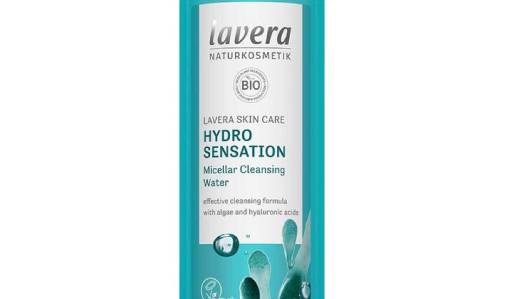 lavera
NATURKOSMETIK
BIO
LAVERA SKIN CARE
HYDRO
SENSATION
Micellar Cleansing
Water
effective cleansing formula
with algae and hyaluronic acids